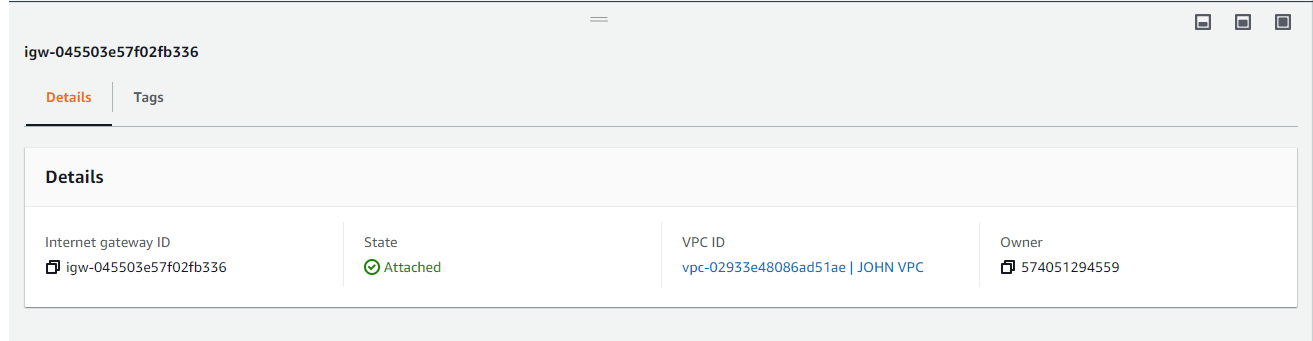 igw-045503e57f02fb336
Details
Tags
Details
Internet gateway ID
State
VPC ID
Owner
igw-045503e57f02fb336
Attached
vpc-02933e48086ad51ae | JOHN VPC
574051294559